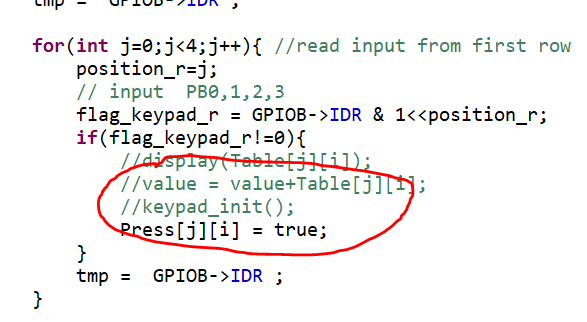 tmp = GPIOB->IDR ;
for(int j=0;j<4;j++){ //read input from first row
position_r=j;
// input  PB0,1,2,3
flag_keypad_r = GPIOB->IDR & 1<<position_r;
if(flag_keypad_r!=0){
//display(Table[j][i]);
//value = value+Table[j][i];
//keypad_init();
Press[j][i] = true;
}
tmp =  GPIOB->IDR ;
}